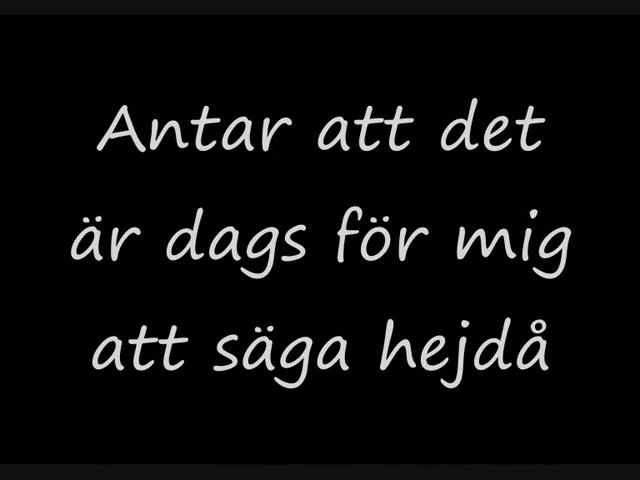 Antar att det
är dags för mig
att säga hejdå